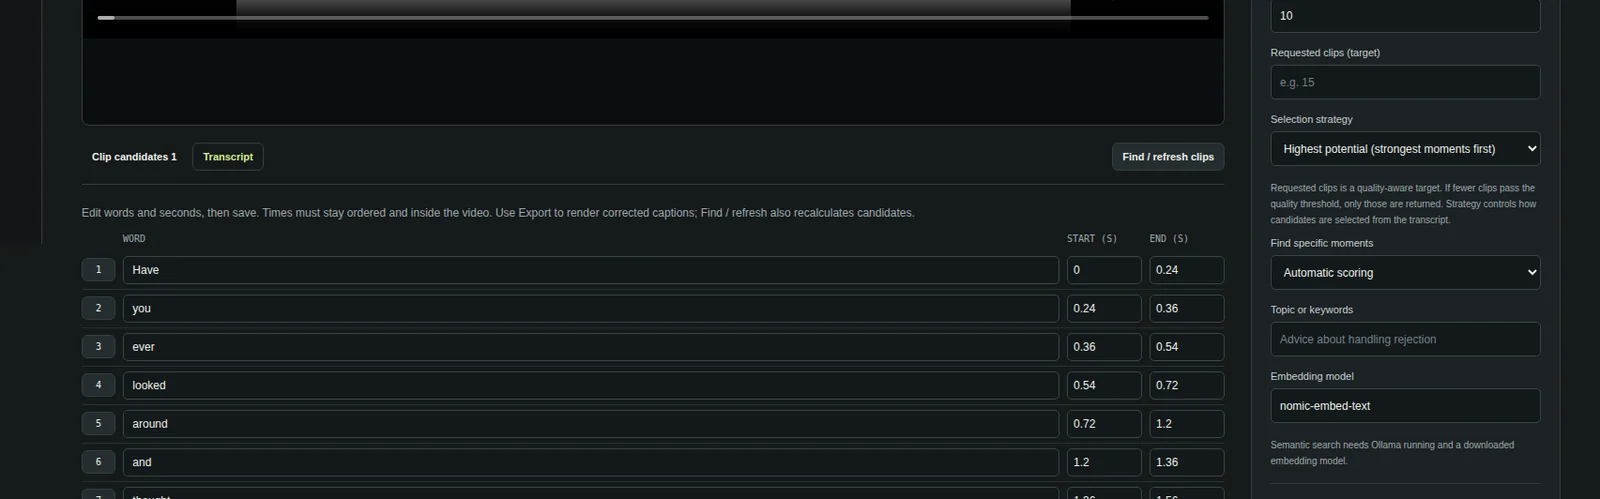 10
Requested clips (target)
e.g. 15
Clip candidates 1 Transcript Find / refresh clips
Selection strategy
Highest potential (strongest moments first)
Requested clips is a quality-aware target. If fewer clips pass the
quality threshold, only those are returned. Strategy controls how
candidates are selected from the transcript.
Edit words and seconds, then save. Times must stay ordered and inside the video. Use Export to render corrected captions; Find / refresh also recalculates candidates.
WORD START (S) END (S)
1 Have 0 0.24
2 you 0.24 0.36
3 ever 0.36 0.54
4 looked 0.54 0.72
5 around 0.72 1.2
6 and 1.2 1.36
7 thought 1.36 1.56
Find specific moments
Automatic scoring
Topic or keywords
Advice about handling rejection
Embedding model
nomic-embed-text
Semantic search needs Ollama running and a downloaded
embedding model.